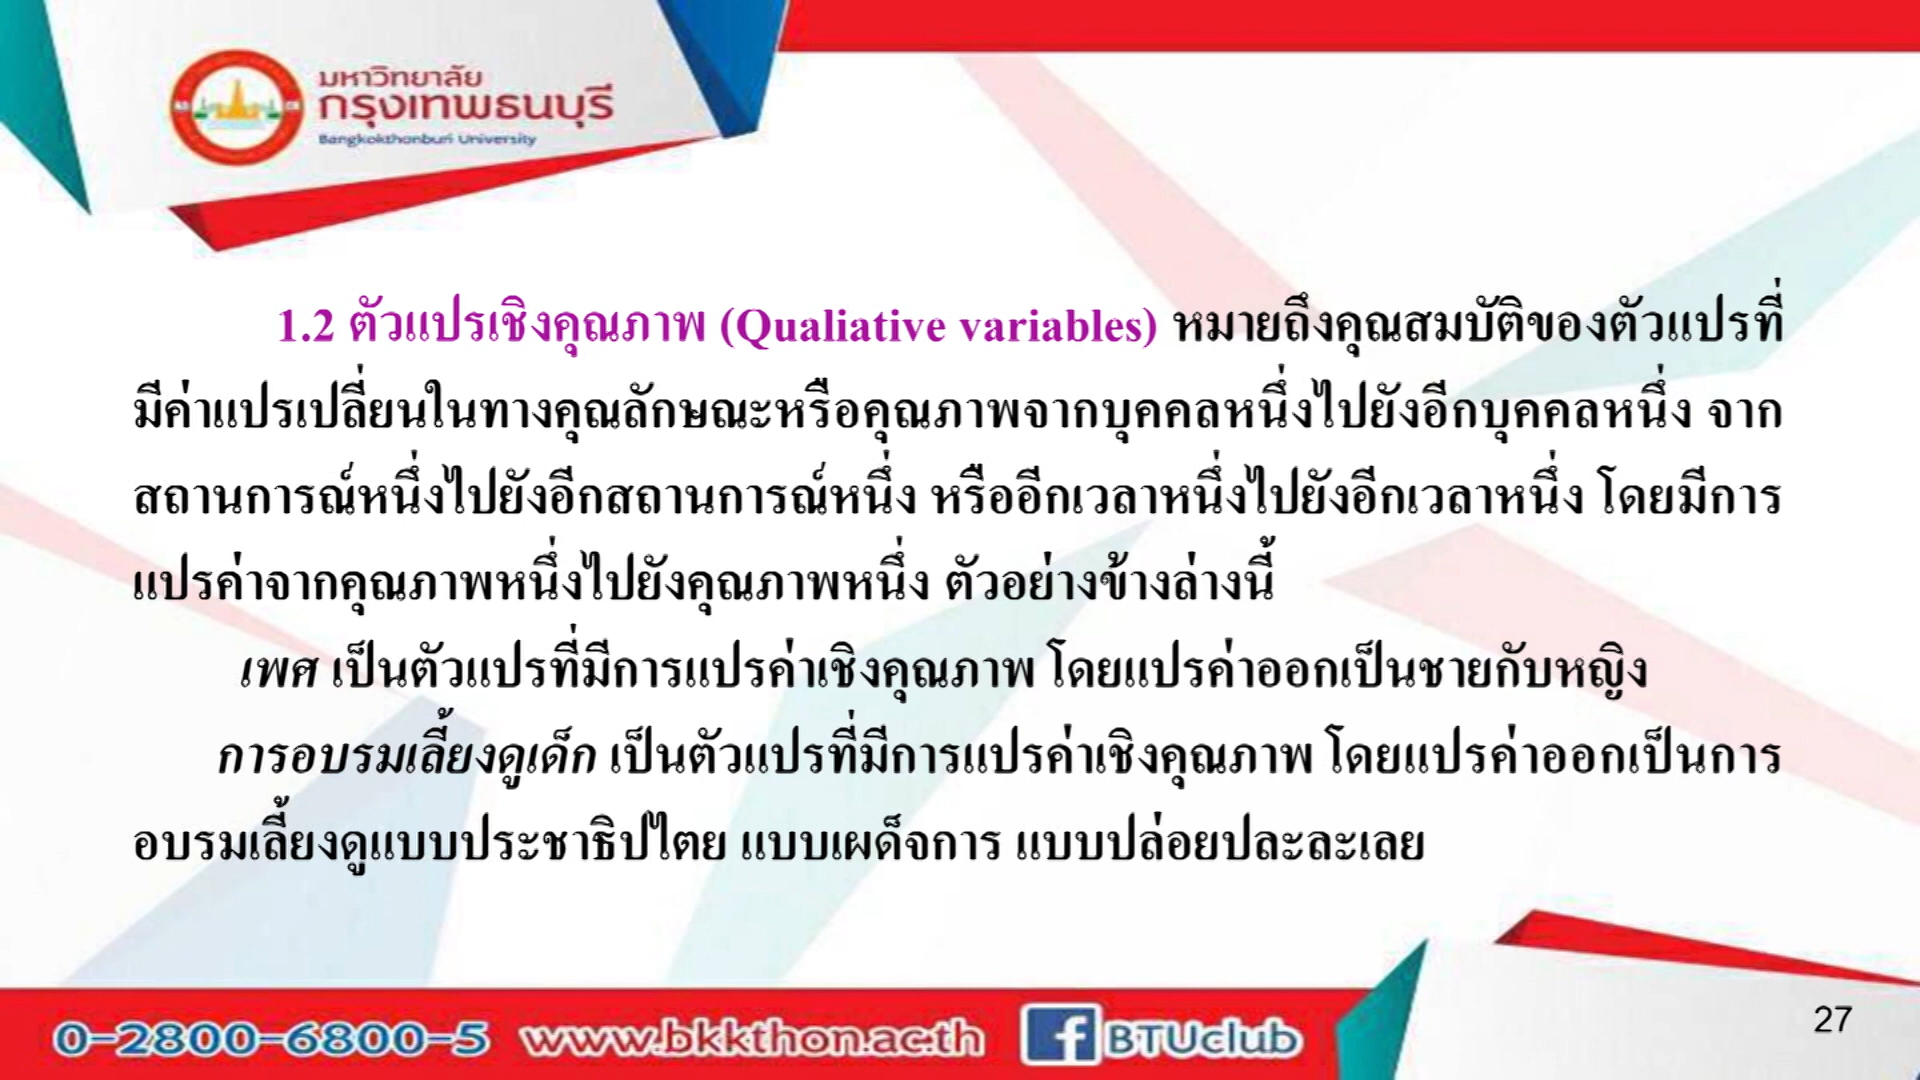 มหาวิทยาลัย
กรุงเทพธนบุรี
Bangkokthonburi University
1.2 ตัวแปรเชิงคุณภาพ (Qualiative variables) หมายถึงคุณสมบัติของตัวแปรที่
มีค่าแปรเปลี่ยนในทางคุณลักษณะหรือคุณภาพจากบุคคลหนึ่งไปยังอีกบุคคลหนึ่ง จาก
สถานการณ์หนึ่งไปยังอีกสถานการณ์หนึ่ง หรืออีกเวลาหนึ่งไปยังอีกเวลาหนึ่ง โดยมีการ
แปรค่าจากคุณภาพหนึ่งไปยังคุณภาพหนึ่ง ตัวอย่างข้างล่างนี้
เพศ เป็นตัวแปรที่มีการแปรค่าเชิงคุณภาพ โดยแปรค่าออกเป็นชายกับหญิง
การอบรมเลี้ยงดูเด็ก เป็นตัวแปรที่มีการแปรค่าเชิงคุณภาพ โดยแปรค่าออกเป็นการ
อบรมเลี้ยงดูแบบประชาธิปไตย แบบเผด็จการ แบบปล่อยปละละเลย
0-2800-6800-5 www.bkkthon.ac.th f BTUclub
27